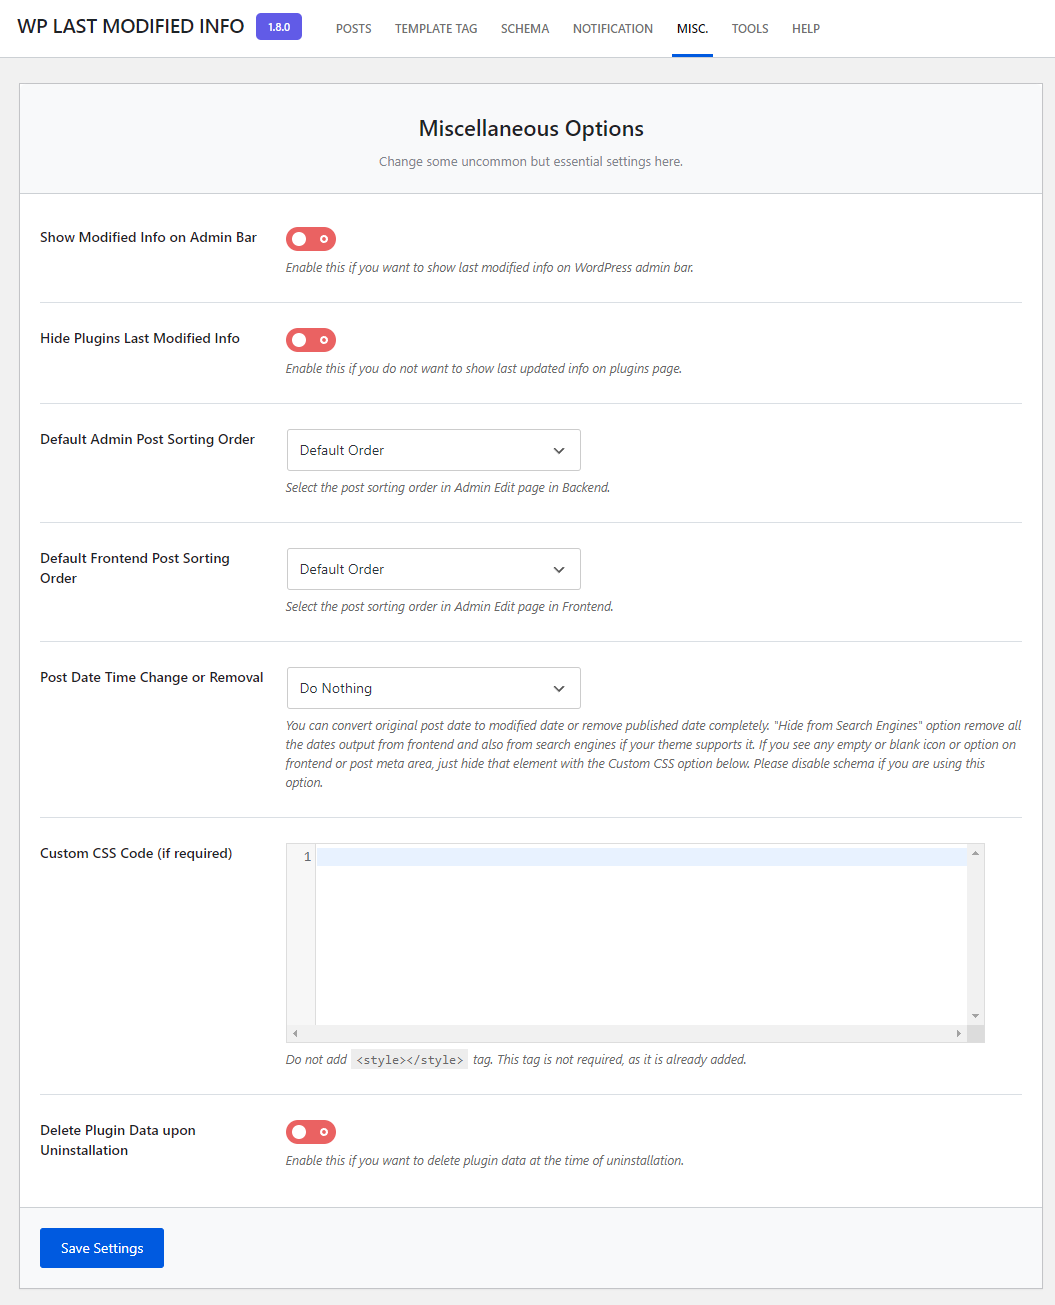 WP LAST MODIFIED INFO 1.8.0 POSTS TEMPLATE TAG SCHEMA NOTIFICATION MISC. TOOLS HELP
Miscellaneous Options
Change some uncommon but essential settings here.
Show Modified Info on Admin Bar
Enable this if you want to show last modified info on WordPress admin bar.
Hide Plugins Last Modified Info
Enable this if you do not want to show last updated info on plugins page.
Default Admin Post Sorting Order
Default Order
Select the post sorting order in Admin Edit page in Backend.
Default Frontend Post Sorting
Order
Default Order
Select the post sorting order in Admin Edit page in Frontend.
Post Date Time Change or Removal
Do Nothing
You can convert original post date to modified date or remove published date completely. "Hide from Search Engines" option remove all
the dates output from frontend and also from search engines if your theme supports it. If you see any empty or blank icon or option on
frontend or post meta area, just hide that element with the Custom CSS option below. Please disable schema if you are using this
option.
Custom CSS Code (if required)
1
Do not add <style></style> tag. This tag is not required, as it is already added.
Delete Plugin Data upon
Uninstallation
Enable this if you want to delete plugin data at the time of uninstallation.
Save Settings